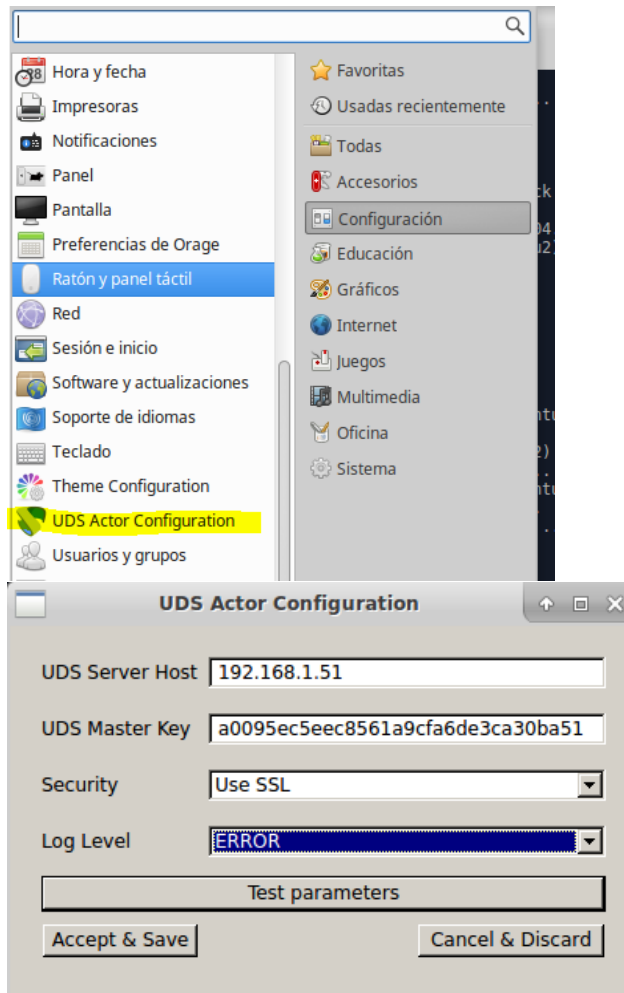 Hora y fecha
Impresoras
Notificaciones
Panel
Pantalla
Preferencias de Orage
Ratón y panel táctil
Red
Sesión e inicio
Software y actualizaciones
Soporte de idiomas
Teclado
Theme Configuration
UDS Actor Configuration
Usuarios y grupos
Favoritas
Usadas recientemente
Todas
Accesorios
Configuración
Educación
Gráficos
Internet
Juegos
Multimedia
Oficina
Sistema
UDS Actor Configuration
UDS Server Host 192.168.1.51
UDS Master Key a0095ec5eec8561a9cfa6de3ca30ba51
Security Use SSL
Log Level ERROR
Test parameters
Accept & Save Cancel & Discard